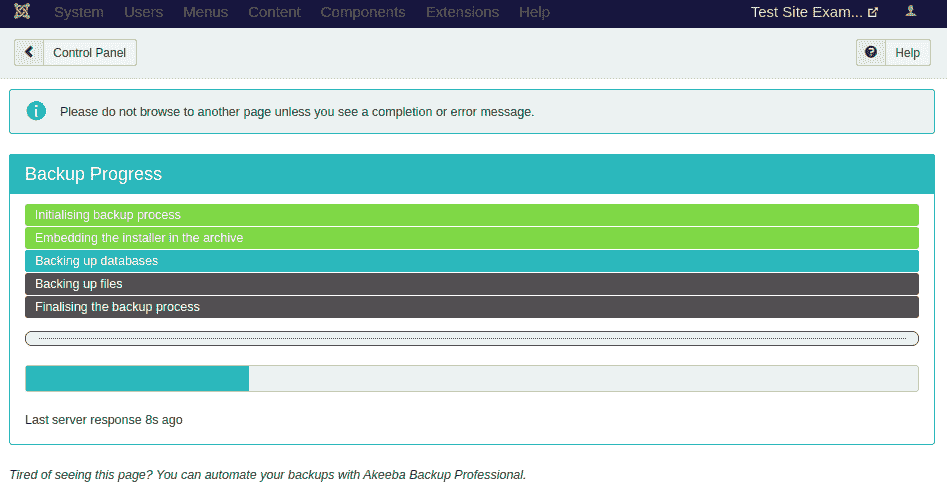 System Users Menus Content Components Extensions Help Test Site Exam...
Control Panel Help
Please do not browse to another page unless you see a completion or error message.
Backup Progress
Initialising backup process
Embedding the installer in the archive
Backing up databases
Backing up files
Finalising the backup process
Last server response 8s ago
Tired of seeing this page? You can automate your backups with Akeeba Backup Professional.